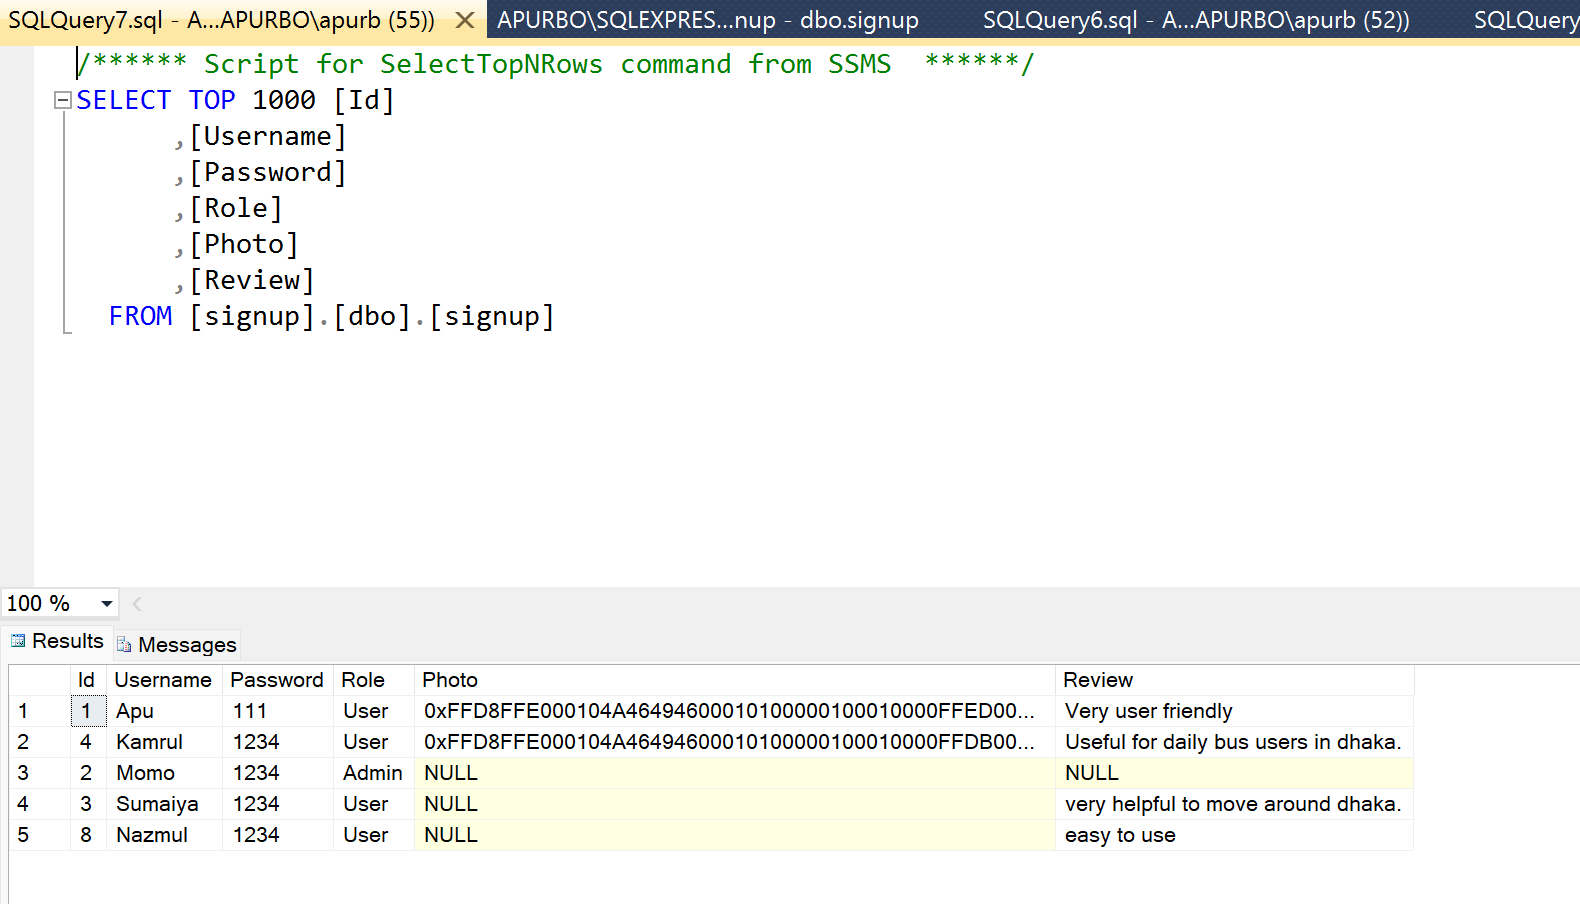 SQLQuery7.sql - A...APURBO\apurb (55)) APURBO\SQLEXPRES...nup - dbo.signup SQLQuery6.sql - A...APURBO\apurb (52)) SQLQuery
/****** Script for SelectTopNRows command from SSMS ******/
SELECT TOP 1000 [Id]
,[Username]
,[Password]
,[Role]
,[Photo]
,[Review]
FROM [signup].[dbo].[signup]
100 %
Results Messages
Id Username Password Role Photo Review
1 1 Apu 111 User 0xFFD8FFE000104A46494600010100000100010000FFED00... Very user friendly
2 4 Kamrul 1234 User 0xFFD8FFE000104A46494600010100000100010000FFDB00... Useful for daily bus users in dhaka.
3 2 Momo 1234 Admin NULL NULL
4 3 Sumaiya 1234 User NULL very helpful to move around dhaka.
5 8 Nazmul 1234 User NULL easy to use